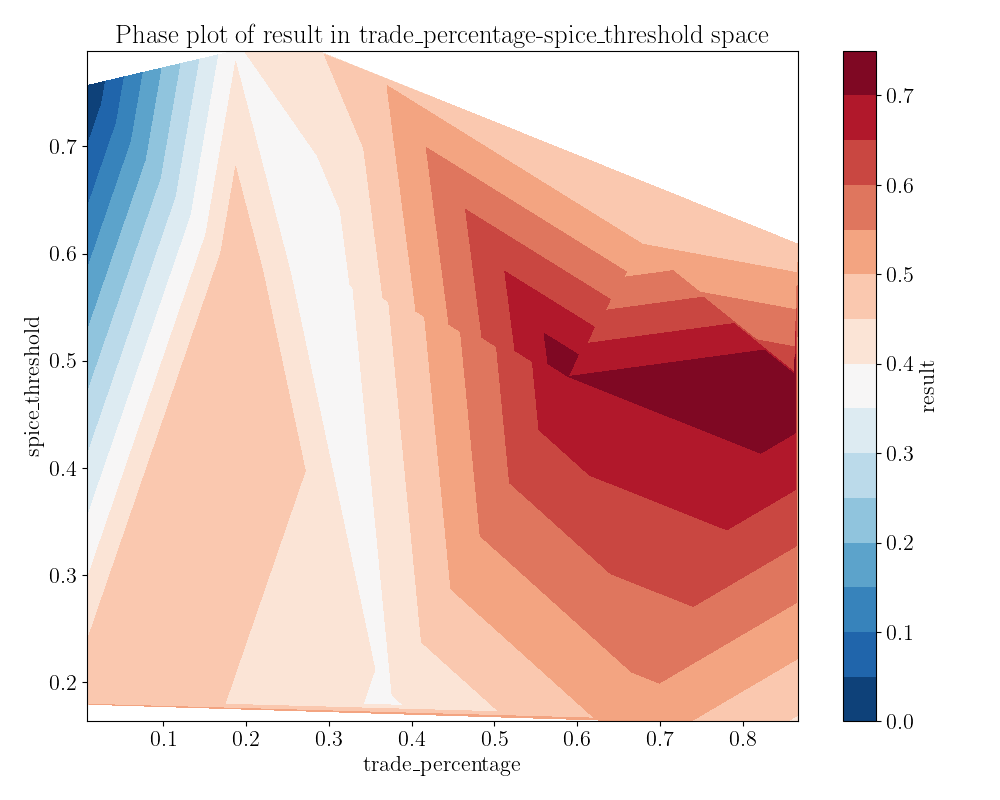 Phase plot of result in trade_percentage-spice_threshold space
0.7
0.6
0.5
0.4
0.3
0.2
spice_threshold
0.1 0.2 0.3 0.4 0.5 0.6 0.7 0.8
trade_percentage
0.7
0.6
0.5
0.4
0.3
0.2
0.1
0.0
result